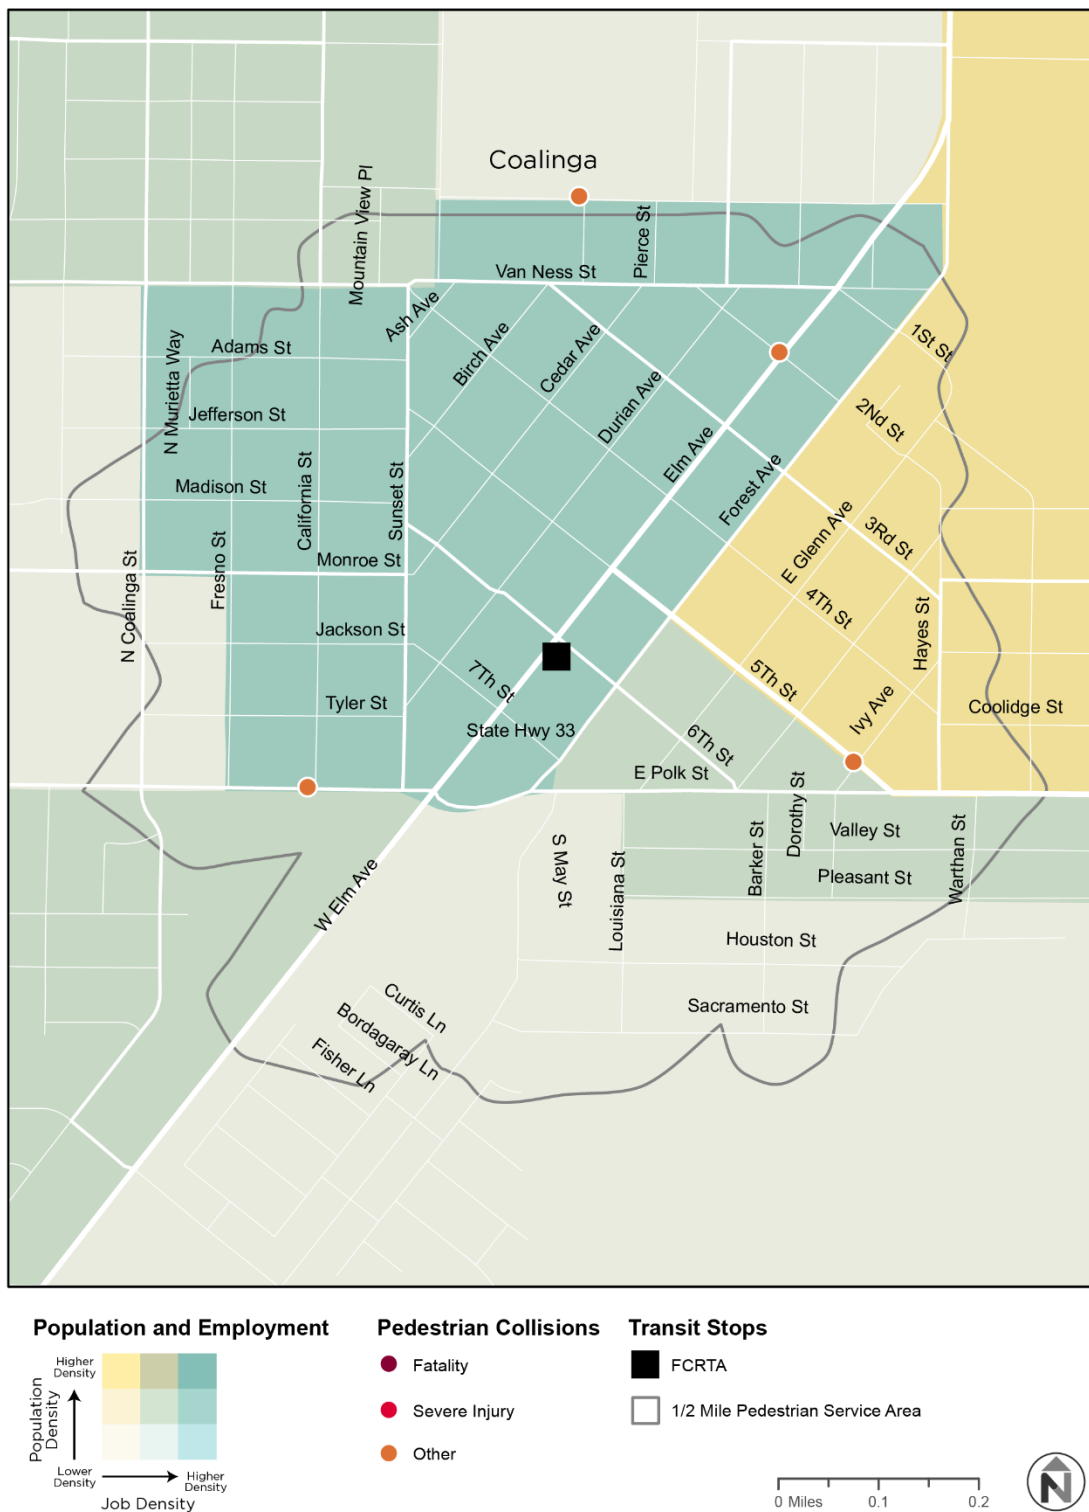 Coalinga
Mountain View Pl
Pierce St
Van Ness St
Ash Ave
1St St
Adams St
Birch Ave
Cedar Ave
N Murietta Way
Jefferson St
Durian Ave
2Nd St
Elm Ave
Madison St
California St
Sunset St
Forest Ave
3Rd St
E Glenn Ave
Monroe St
Fresno St
N Coalinga St
4Th St
Hayes St
Jackson St
7Th St
5Th St
Tyler St
Ivy Ave
Coolidge St
State Hwy 33
6Th St
E Polk St
Dorothy St
Valley St
Barker St
Warthan St
S May St
Louisiana St
Pleasant St
W Elm Ave
Houston St
Curtis Ln
Sacramento St
Bordagaray Ln
Fisher Ln
Population and Employment
Higher
Density
Population
Density
Lower
Density
Higher
Density
Job Density
Pedestrian Collisions
Fatality
Severe Injury
Other
Transit Stops
FCRTA
1/2 Mile Pedestrian Service Area
0 Miles
0.1
0.2
N